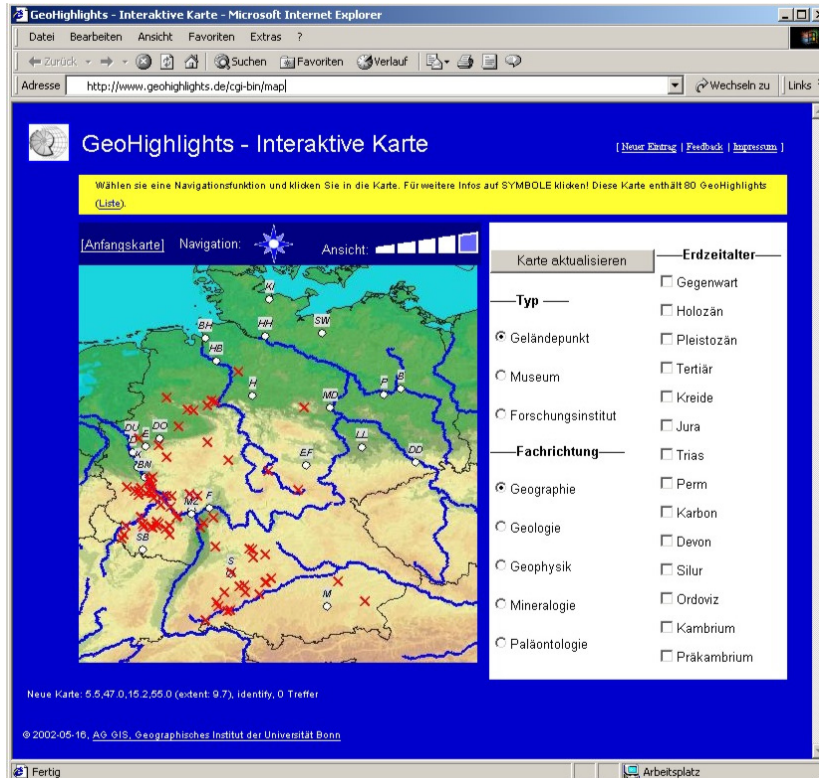 GeoHighlights - Interaktive Karte - Microsoft Internet Explorer
Datei Bearbeiten Ansicht Favoriten Extras ?
Zurück Suchen Favoriten Verlauf
Adresse http://www.geohighlights.de/cgi-bin/map Wechseln zu Links
GeoHighlights - Interaktive Karte
[ Neuer Eintrag | Feedback | Impressum ]
Wählen sie eine Navigationsfunktion und klicken Sie in die Karte. Für weitere Infos auf SYMBOLE klicken! Diese Karte enthält 80 GeoHighlights
(Liste).
[Anfangskarte] Navigation: Ansicht:
KI
BH HH SW
HB
H MD P B
DU E DO
LL
EF DD
K
BN
MZ F
SB
S
M
Karte aktualisieren
Typ
Geländepunkt
Museum
Forschungsinstitut
Fachrichtung
Geographie
Geologie
Geophysik
Mineralogie
Paläontologie
Erdzeitalter
Gegenwart
Holozän
Pleistozän
Tertiär
Kreide
Jura
Trias
Perm
Karbon
Devon
Silur
Ordoviz
Kambrium
Präkambrium
Neue Karte: 5.5,47.0,15.2,55.0 (extent: 9.7), identify, 0 Treffer
© 2002-05-16, AG GIS, Geographisches Institut der Universität Bonn
Fertig Arbeitsplatz